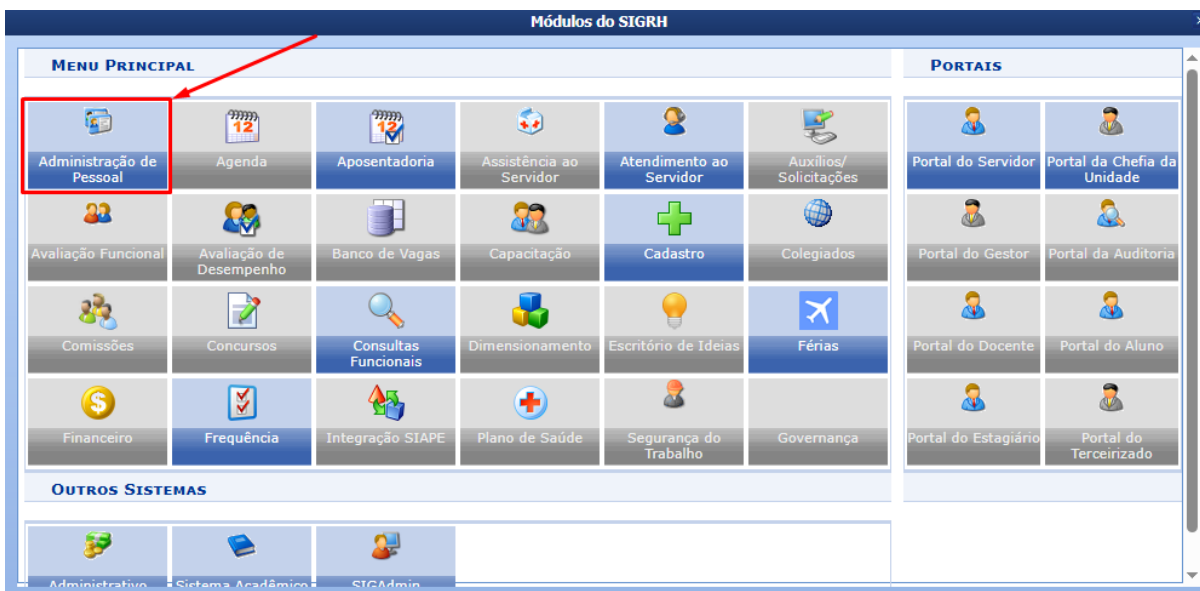 Módulos do SIGRH
MENU PRINCIPAL
PORTAIS
12
12
Administração de
Pessoal
Agenda
Aposentadoria
Assistência ao
Servidor
Atendimento ao
Servidor
Auxílios/
Solicitações
Portal do Servidor
Portal da Chefia da
Unidade
Avaliação Funcional
Avaliação de
Desempenho
Banco de Vagas
Capacitação
Cadastro
Colegiados
Portal do Gestor
Portal da Auditoria
Comissões
Concursos
Consultas
Funcionais
Dimensionamento
Escritório de Ideias
Férias
Portal do Docente
Portal do Aluno
Financeiro
Frequência
Integração SIAPE
Plano de Saúde
Segurança do
Trabalho
Governança
Portal do Estagiário
Portal do
Terceirizado
OUTROS SISTEMAS
Administrativo
Sistema Acadêmico
SIGAdmin